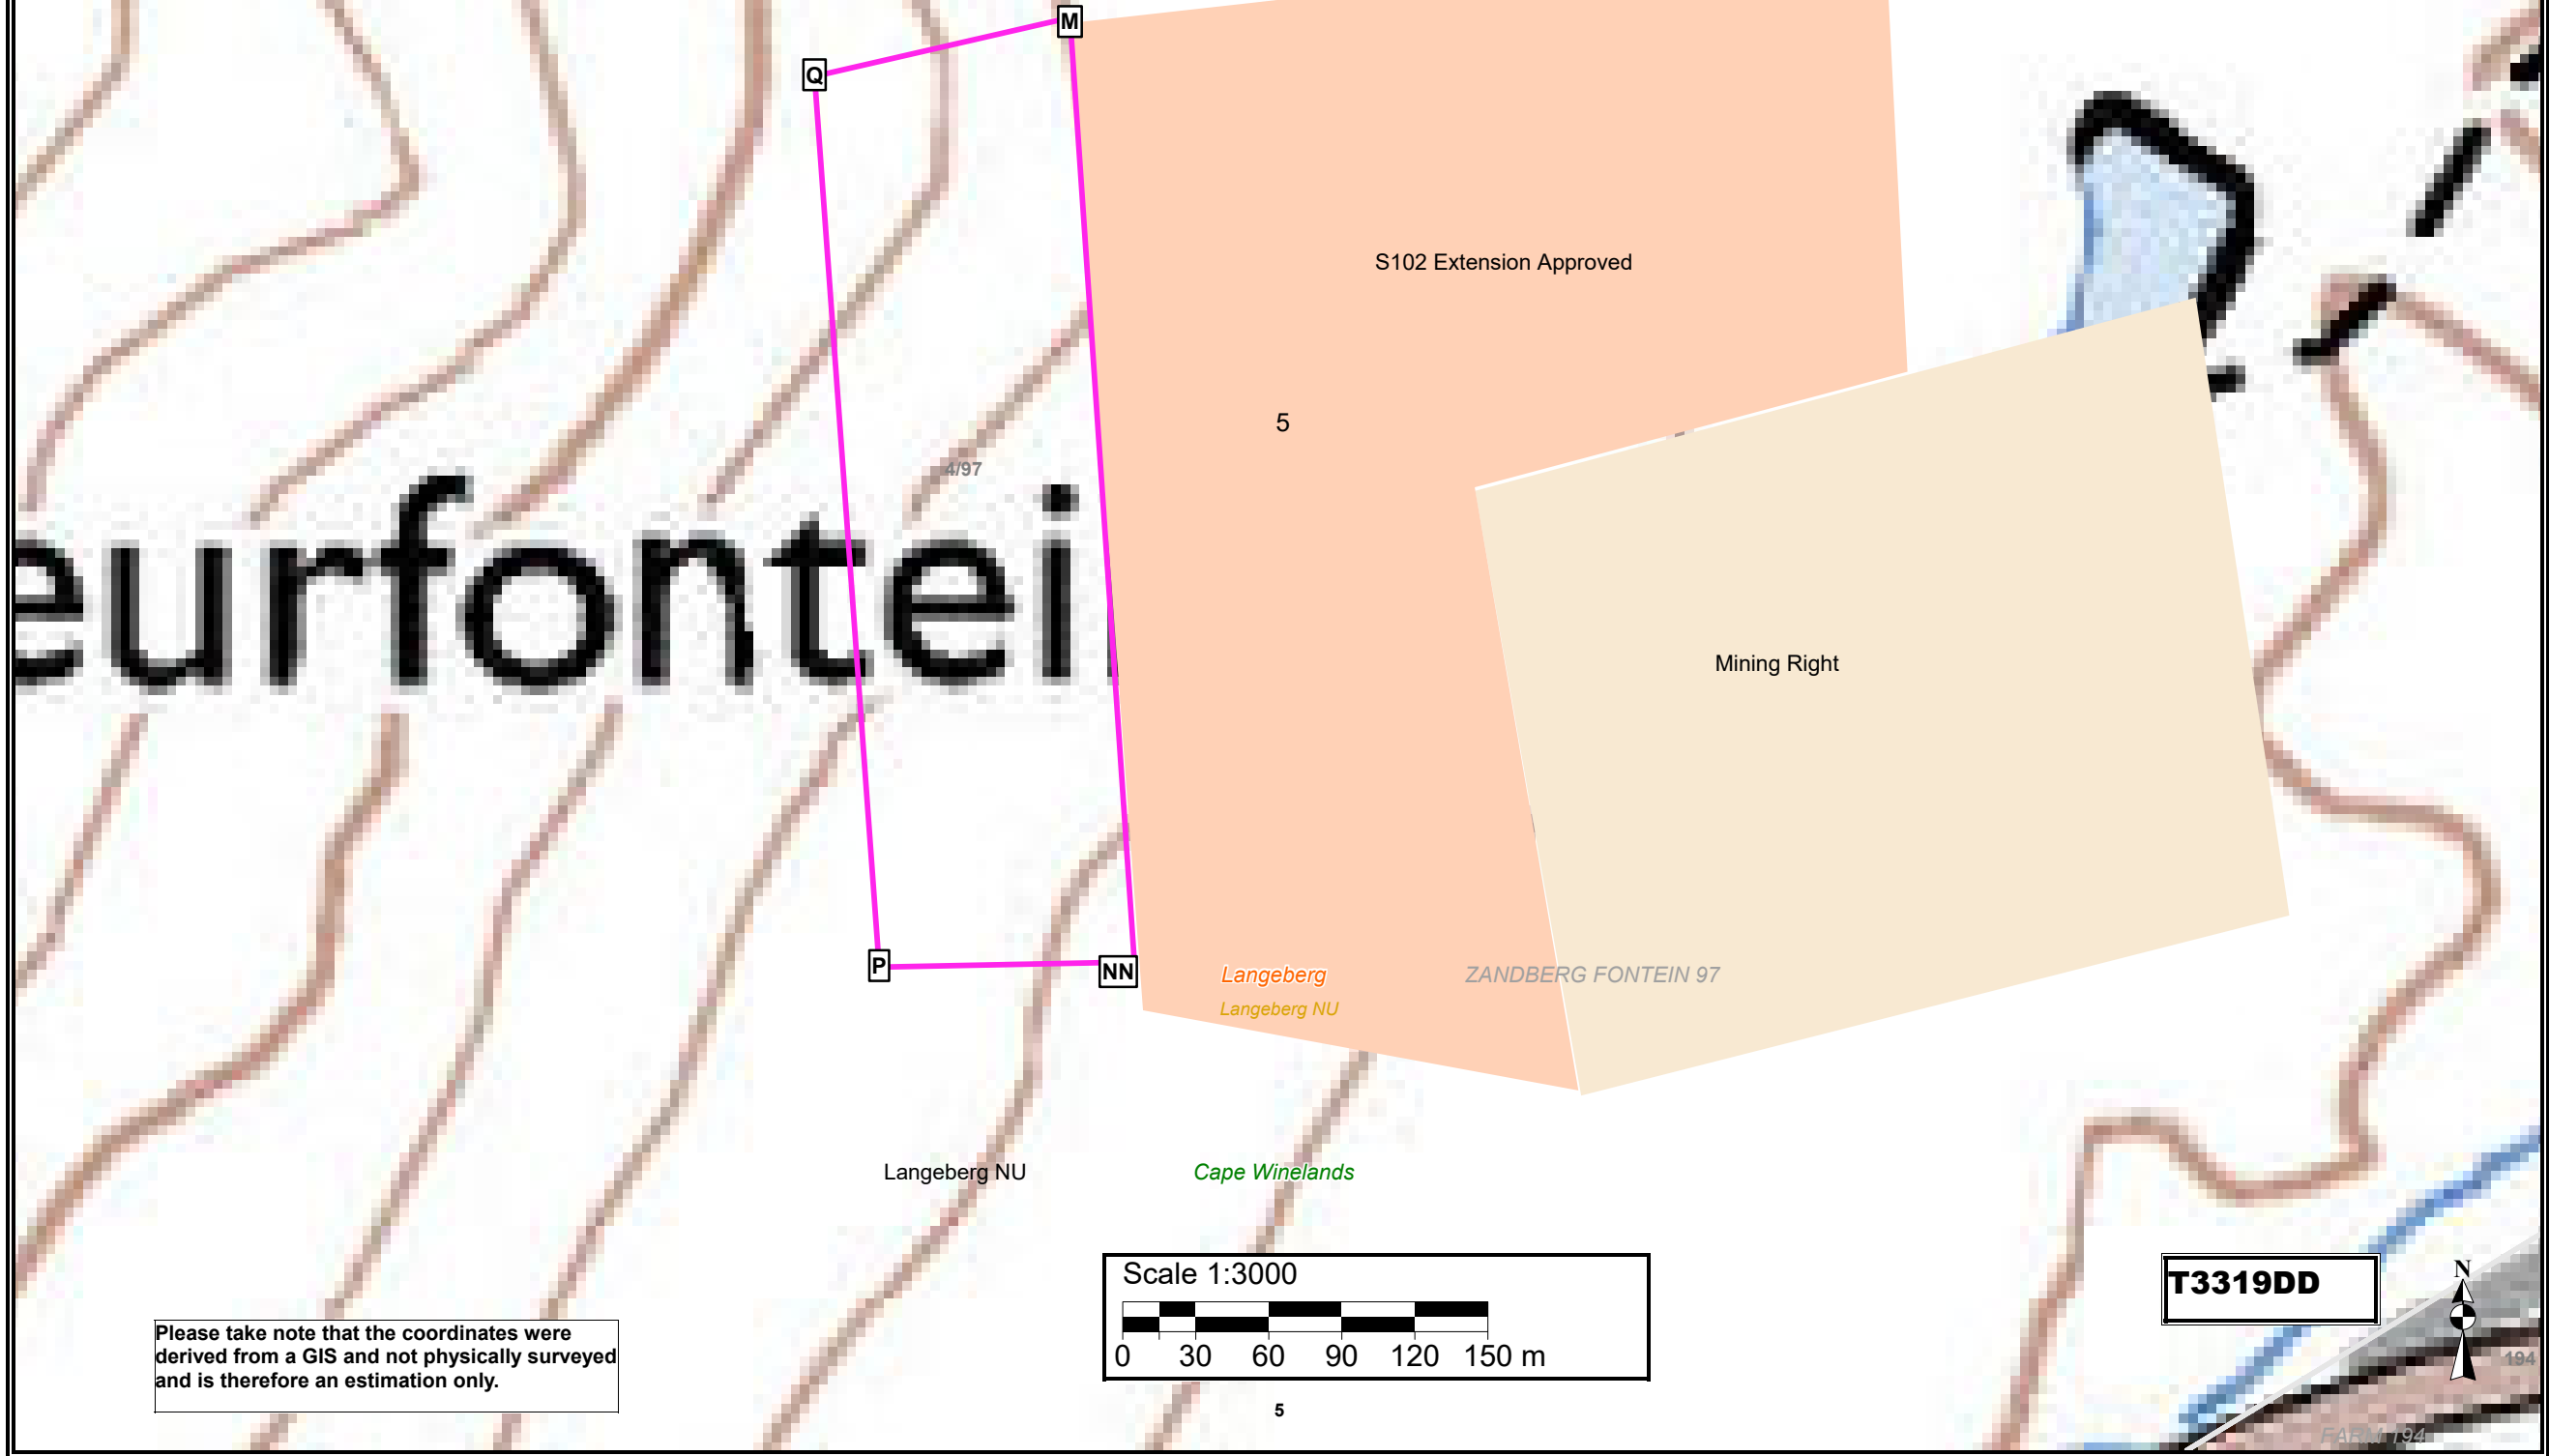 M
Q
S102 Extension Approved
5
4/97
eurfontei
Mining Right
P
NN
Langeberg
ZANDBERG FONTEIN 97
Langeberg NU
Langeberg NU
Cape Winelands
Scale 1:3000
0 30 60 90 120 150 m
T3319DD
N
Please take note that the coordinates were
derived from a GIS and not physically surveyed
and is therefore an estimation only.
194
5
FARM 194